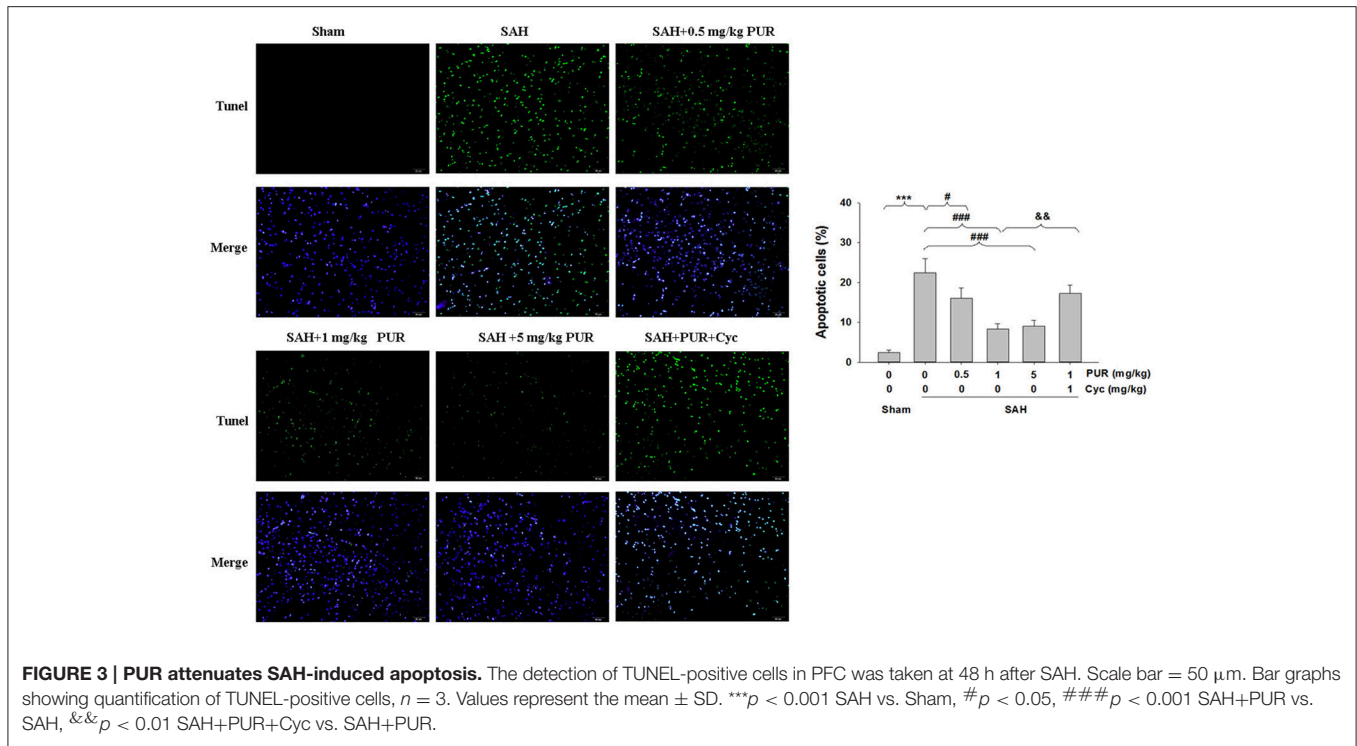 Sham SAH SAH+0.5 mg/kg PUR
Tunel
Merge
SAH+1 mg/kg PUR SAH +5 mg/kg PUR SAH+PUR+Cyc
Tunel
Merge
Apoptotic cells (%)
40
30
20
10
0
*** #
### &&
###
0 0 0.5 1 5 1 PUR (mg/kg)
0 0 0 0 0 1 Cyc (mg/kg)
Sham SAH
FIGURE 3 | PUR attenuates SAH-induced apoptosis. The detection of TUNEL-positive cells in PFC was taken at 48 h after SAH. Scale bar = 50 μm. Bar graphs
showing quantification of TUNEL-positive cells, n = 3. Values represent the mean ± SD. ***p < 0.001 SAH vs. Sham, #p < 0.05, ###p < 0.001 SAH+PUR vs.
SAH, &&p < 0.01 SAH+PUR+Cyc vs. SAH+PUR.